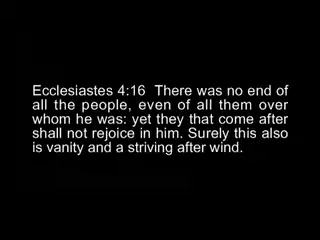 Ecclesiastes 4:16  There was no end of
all the people, even of all them over
whom he was: yet they that come after
shall not rejoice in him. Surely this also
is vanity and a striving after wind.